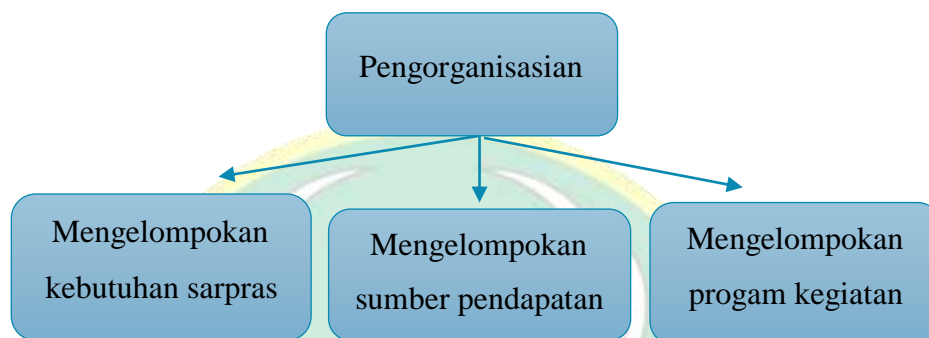 Pengorganisasian
Mengelompokan
kebutuhan sarpras
Mengelompokan
sumber pendapatan
Mengelompokan
progam kegiatan